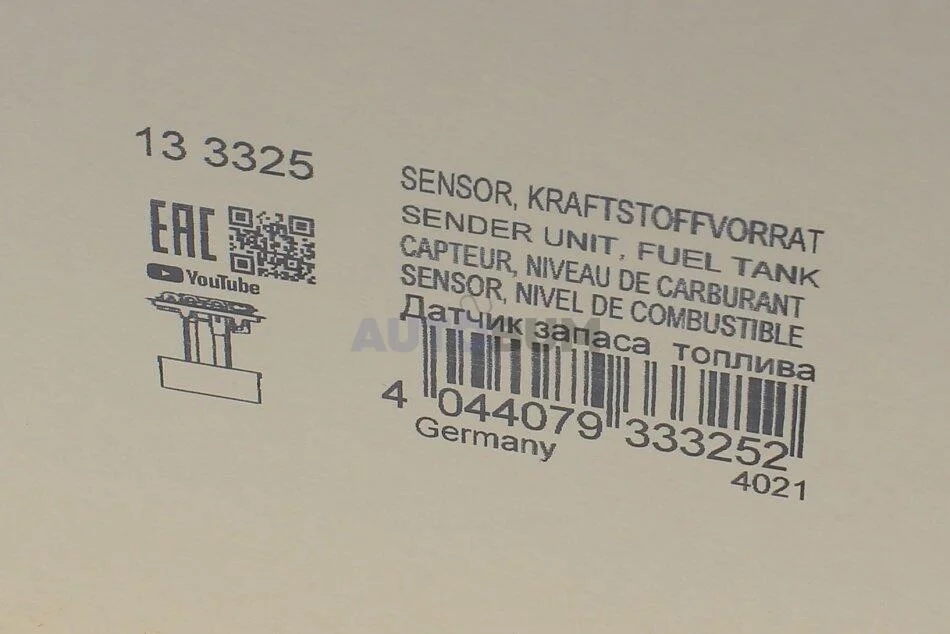 13 3325
EAC
YouTube
SENSOR, KRAFTSTOFFVORRAT
SENDER UNIT, FUEL TANK
CAPTEUR, NIVEAU DE CARBURANT
SENSOR, NIVEL DE COMBUSTIBLE
Датчик запаса топлива
4 044079 333252
Germany
4021